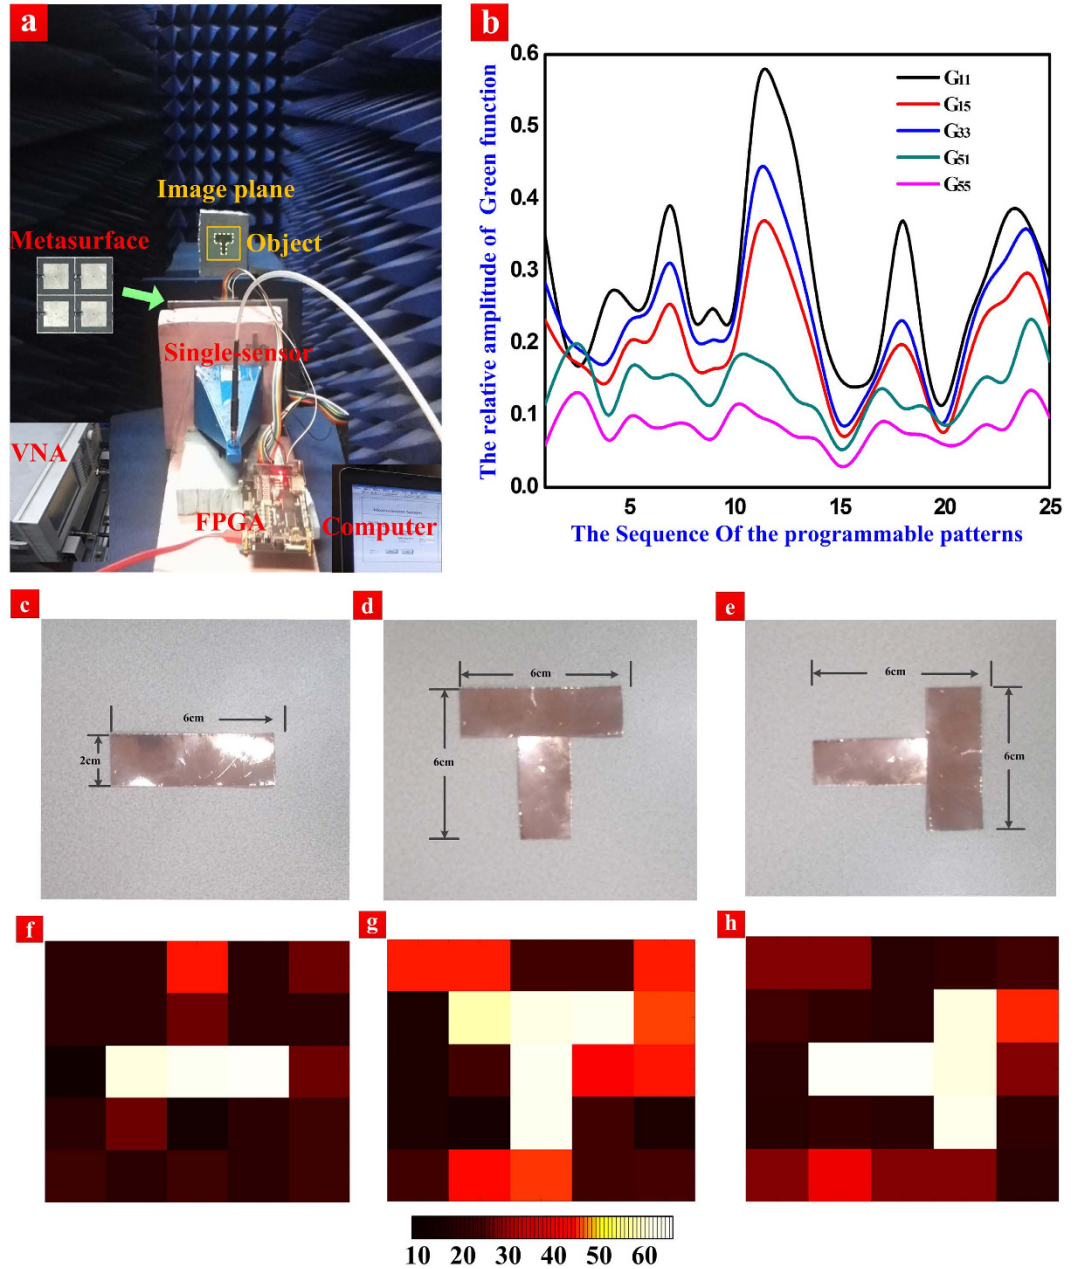 a
Image plane
Metasurface
Object
Single-sensor
VNA
FPGA
Computer
b
The relative amplitude of Green function
0.6
0.5
0.4
0.3
0.2
0.1
0.0
G11
G15
G33
G51
G55
5 10 15 20 25
The Sequence Of the programmable patterns
c
6cm
2cm
d
6cm
6cm
e
6cm
6cm
f
g
h
10 20 30 40 50 60